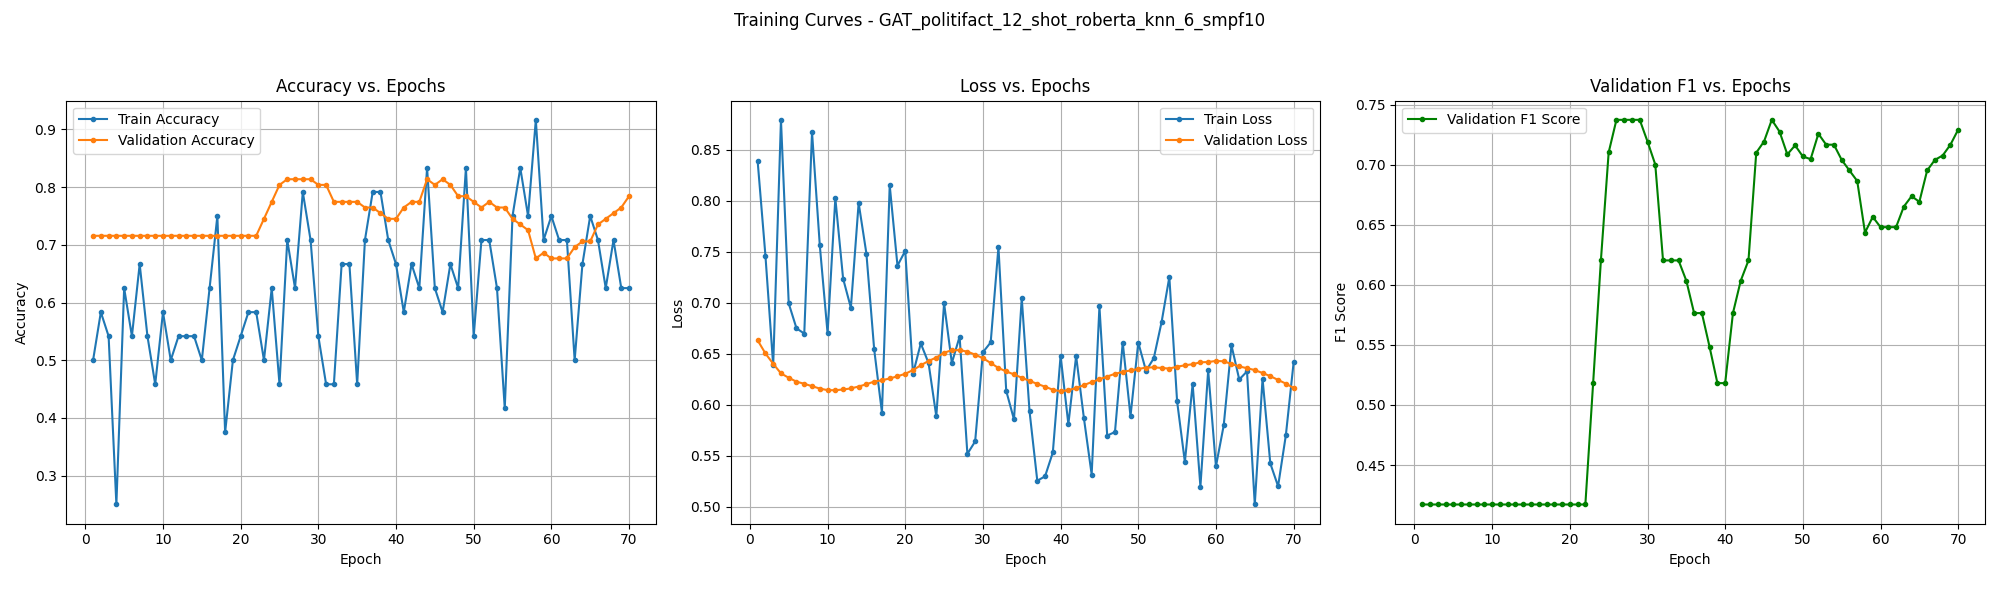 Training Curves - GAT_politifact_12_shot_roberta_knn_6_smpf10
Accuracy vs. Epochs
Train Accuracy
Validation Accuracy
0.9
0.8
0.7
0.6
0.5
0.4
0.3
Accuracy
0 10 20 30 40 50 60 70
Epoch
Loss vs. Epochs
Train Loss
Validation Loss
0.85
0.80
0.75
0.70
0.65
0.60
0.55
0.50
Loss
0 10 20 30 40 50 60 70
Epoch
Validation F1 vs. Epochs
Validation F1 Score
0.75
0.70
0.65
0.60
0.55
0.50
0.45
F1 Score
0 10 20 30 40 50 60 70
Epoch